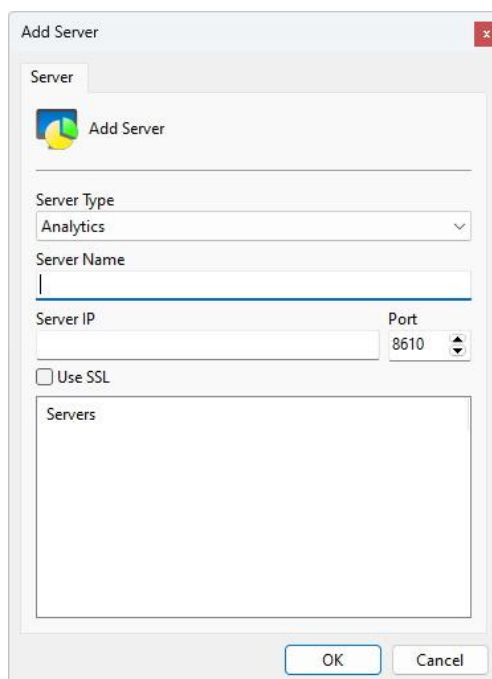 Add Server
x
Server
Add Server
Server Type
Analytics
Server Name
Server IP Port
8610
Use SSL
Servers
OK Cancel